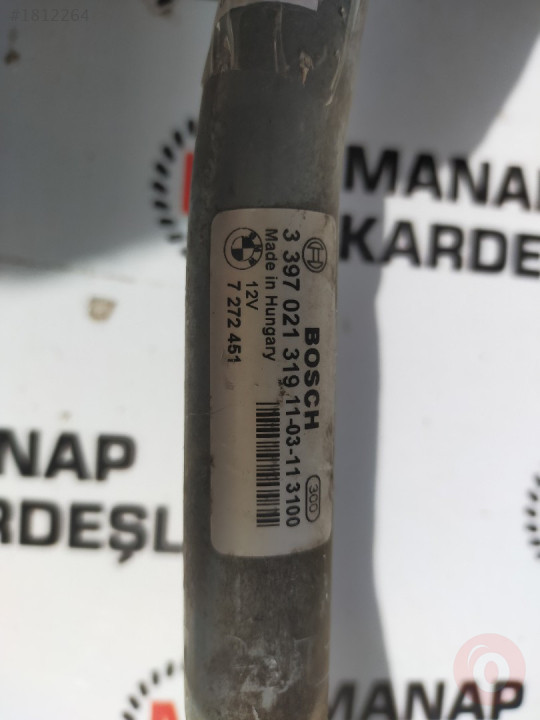 #1812264
MANAP
KARDEŞ
BOSCH 300
3 397 021 319 11-03-11 3100
Made in Hungary
12V
7 272 451
NAP
KARDEŞL
MANAP